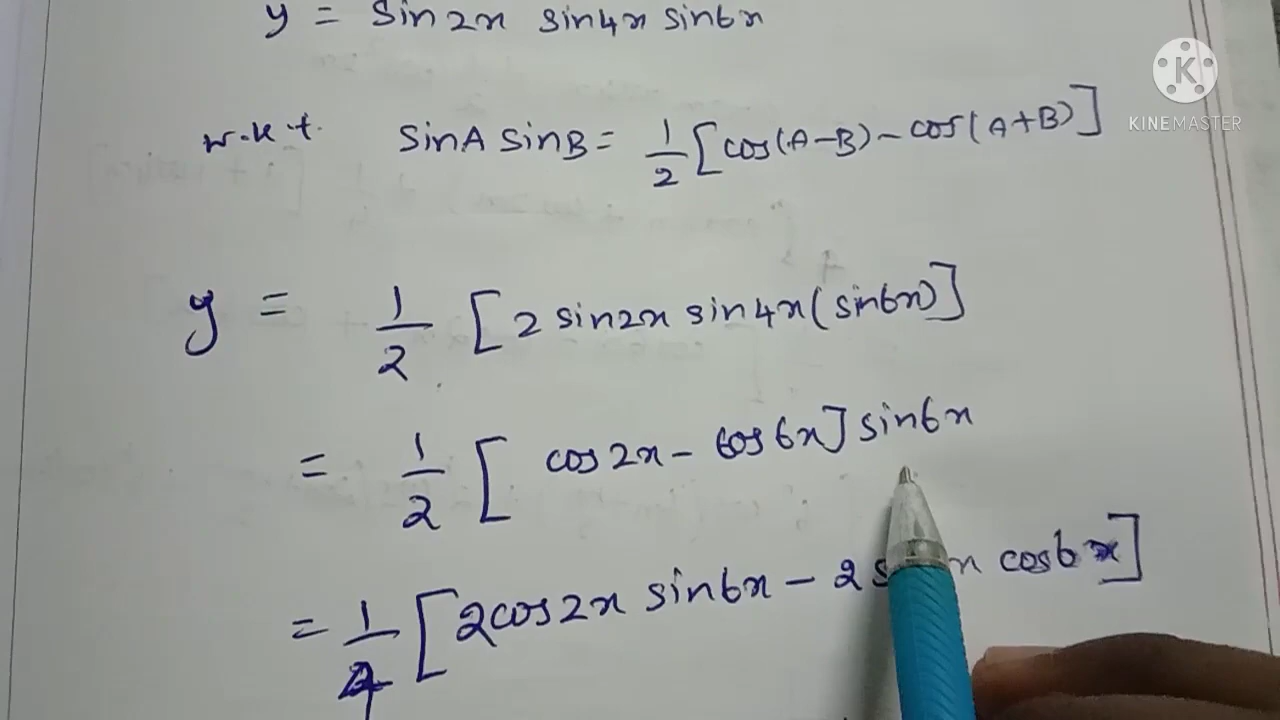 y = sin2x sin4x sin6x
w.k.t. sinA sinB = 1/2 [cos(A-B) - cos(A+B)]
KINEMASTER
y = 1/2 [2 sin2x sin4x (sin6x)]
= 1/2 [cos2x - cos6x] sin6x
= 1/4 [2cos2x sin6x - 2 cos6x]